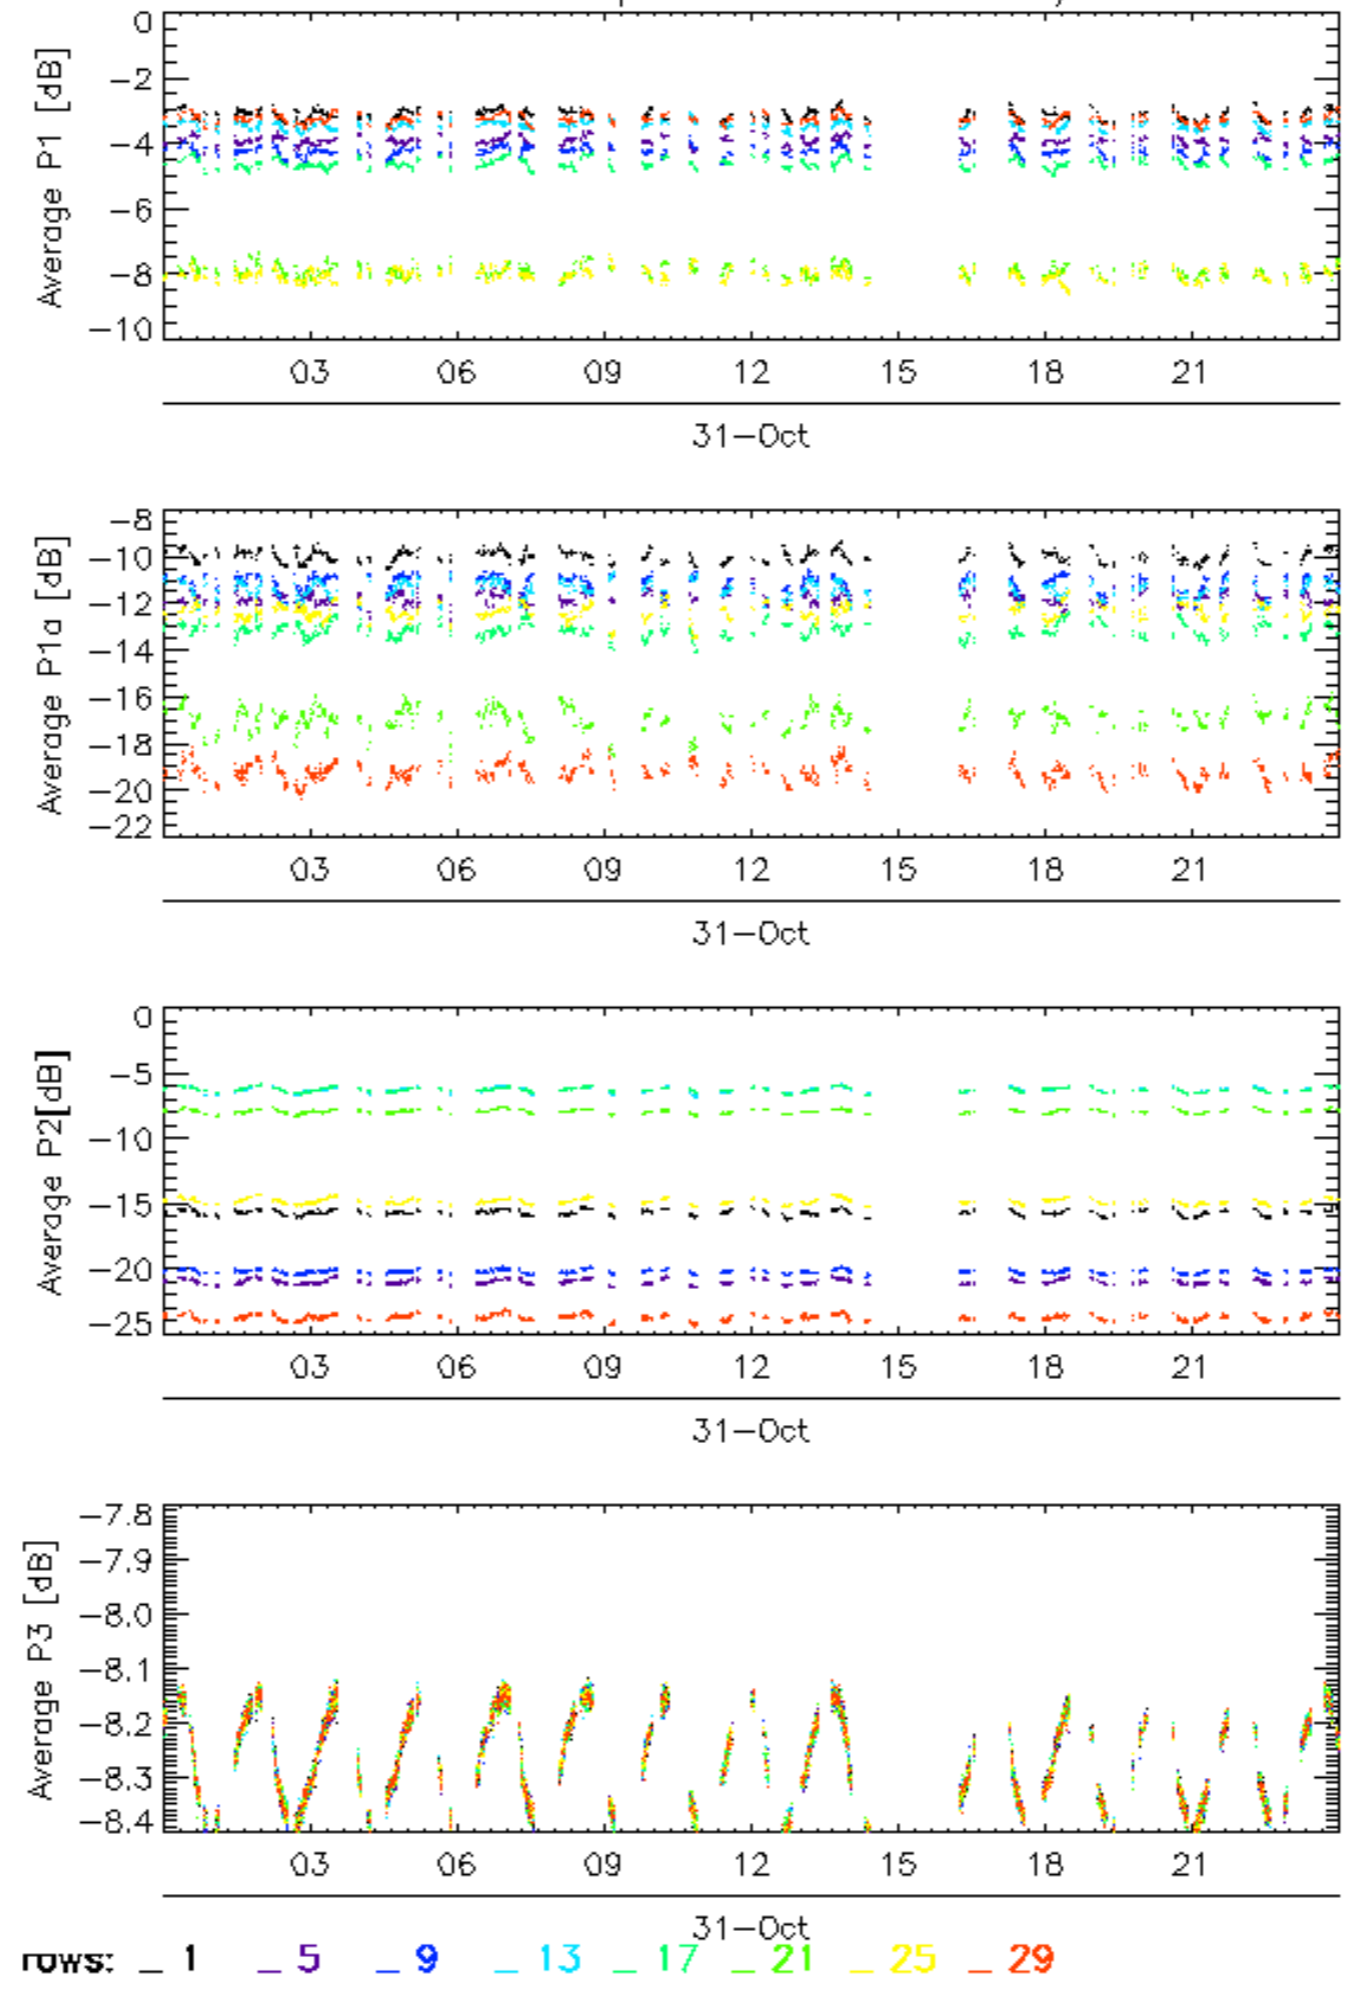 Average P1 [dB]
0
−2
−4
−6
−8
−10
03 06 09 12 15 18 21
31−Oct
Average P1a [dB]
−8
−10
−12
−14
−16
−18
−20
−22
03 06 09 12 15 18 21
31−Oct
Average P2[dB]
0
−5
−10
−15
−20
−25
03 06 09 12 15 18 21
31−Oct
Average P3 [dB]
−7.8
−7.9
−8.0
−8.1
−8.2
−8.3
−8.4
03 06 09 12 15 18 21
31−Oct
rows: _ 1 _ 5 _ 9 _ 13 _ 17 _ 21 _ 25 _ 29